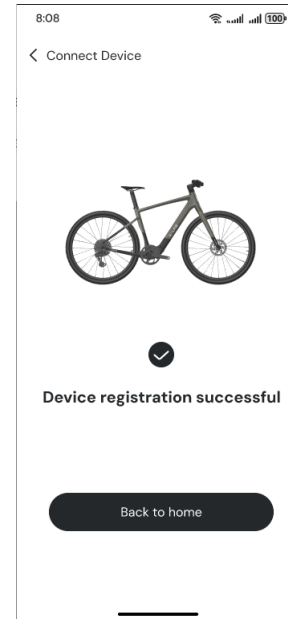 8:08
100
Connect Device
Device registration successful
Back to home